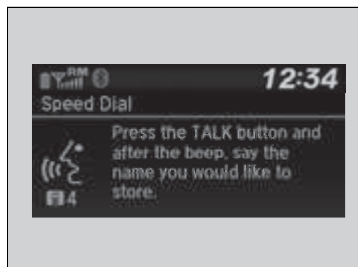 RM 12:34
Speed Dial
Press the TALK button and
after the beep, say the
name you would like to
store.
4